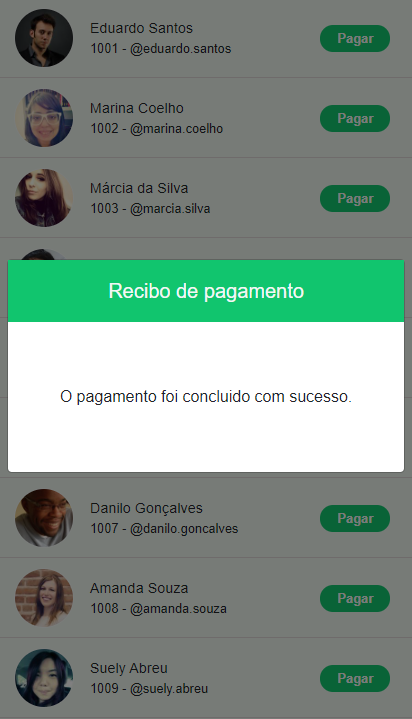 Eduardo Santos
1001 - @eduardo.santos
Pagar
Marina Coelho
1002 - @marina.coelho
Pagar
Márcia da Silva
1003 - @marcia.silva
Pagar
Recibo de pagamento
O pagamento foi concluido com sucesso.
Danilo Gonçalves
1007 - @danilo.goncalves
Pagar
Amanda Souza
1008 - @amanda.souza
Pagar
Suely Abreu
1009 - @suely.abreu
Pagar